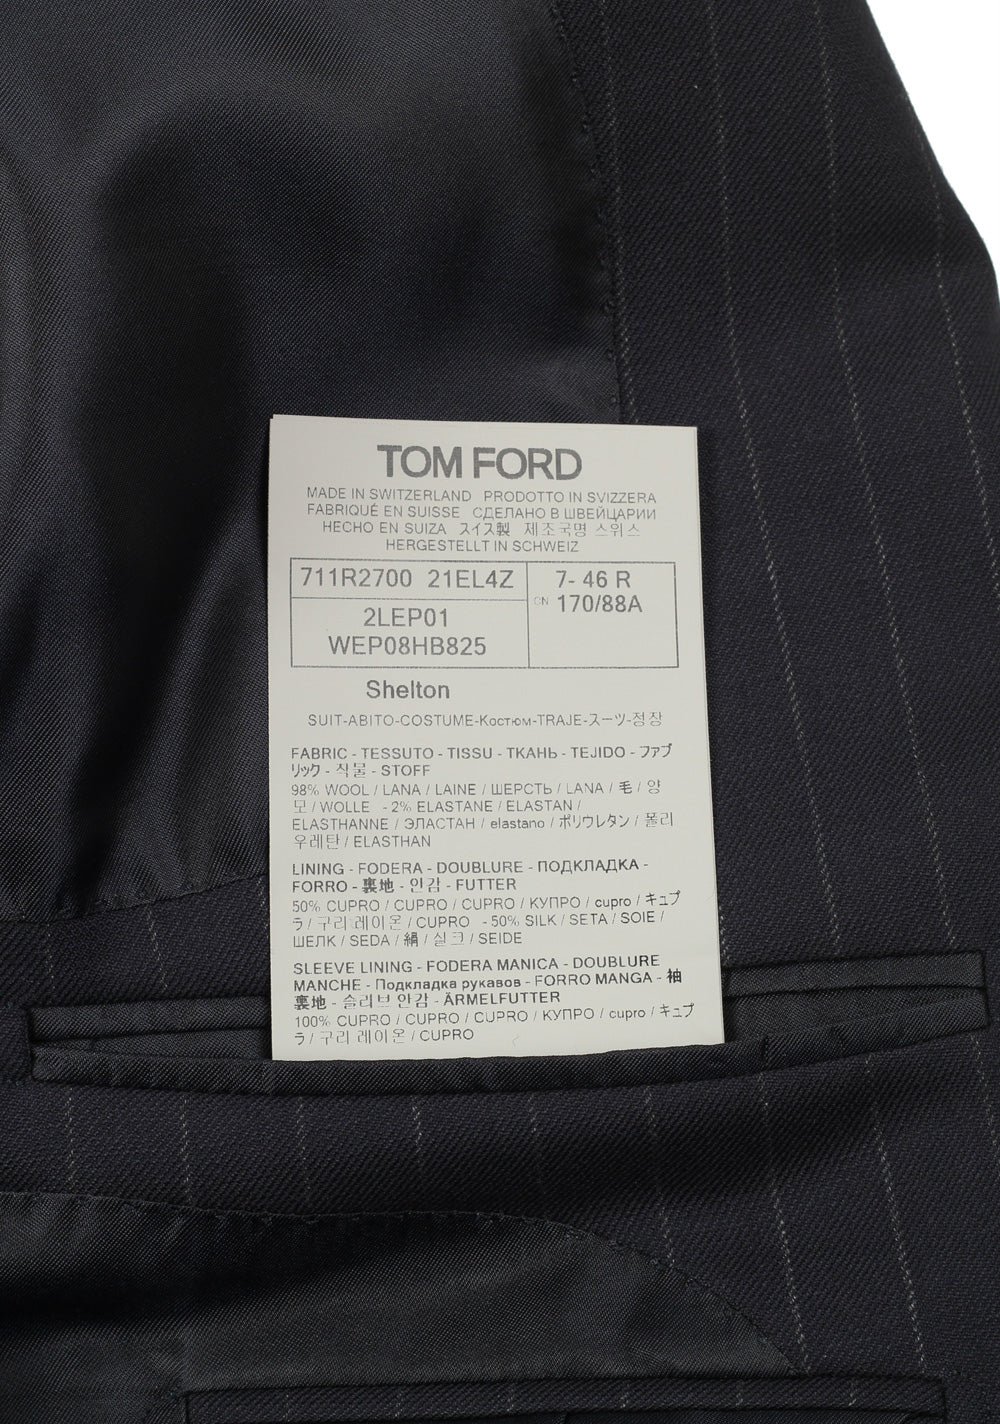 TOM FORD
MADE IN SWITZERLAND PRODOTTO IN SVIZZERA
FABRIQUÉ EN SUISSE СДЕЛАНО В ШВЕЙЦАРИИ
HECHO EN SUIZA スイス製 제조국명 스위스
HERGESTELLT IN SCHWEIZ
711R2700 21EL4Z
7- 46 R
CN 170/88A
2LEP01
WEP08HB825
Shelton
SUIT-ABITO-COSTUME-Костюм-TRAJE-スーツ-정장
FABRIC - TESSUTO - TISSU - ТКАНЬ - TEJIDO - ファブ
リック - 직물 - STOFF
98% WOOL / LANA / LAINE / ШЕРСТЬ / LANA / 毛 / 양
모 / WOLLE - 2% ELASTANE / ELASTAN /
ELASTHANNE / ЭЛАСТАН / elastano / ポリウレタン / 폴리
우레탄 / ELASTHAN
LINING - FODERA - DOUBLURE - ПОДКЛАДКА -
FORRO - 裏地 - 안감 - FUTTER
50% CUPRO / CUPRO / CUPRO / КУПРО / cupro / キュプ
ラ / 구리 레이온 / CUPRO - 50% SILK / SETA / SOIE /
ШЕЛК / SEDA / 絹 / 실크 / SEIDE
SLEEVE LINING - FODERA MANICA - DOUBLURE
MANCHE - Подкладка рукавов - FORRO MANGA - 袖
裏地 - 슬리브 안감 - ÄRMELFUTTER
100% CUPRO / CUPRO / CUPRO / КУПРО / cupro / キュプ
ラ / 구리 레이온 / CUPRO